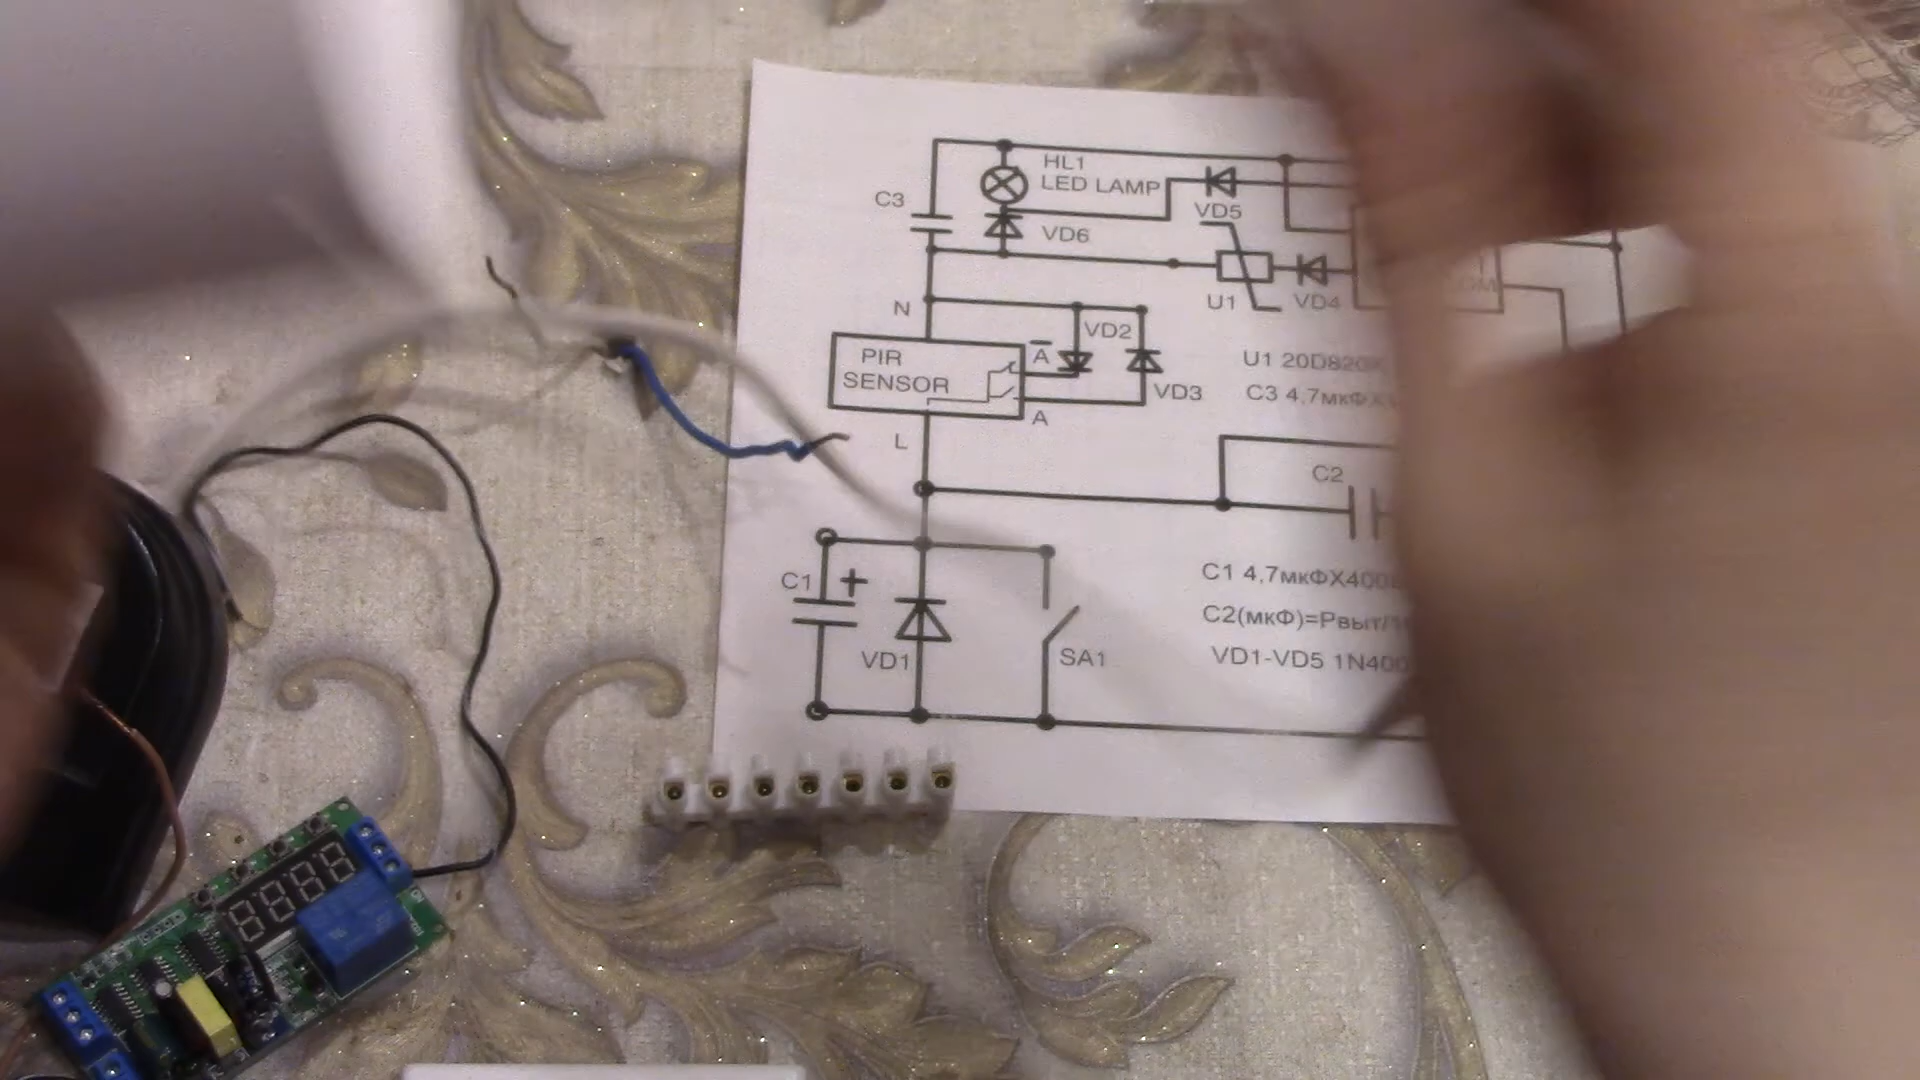 HL1
LED LAMP
C3
VD5
VD6
U1
VD4
N
VD2
A
PIR
SENSOR
VD3
A
L
U1 20D820
C3 4,7мкФ
C2
C1
+
C1 4,7мкФХ400
C2(мкФ)=Рвыт/
VD1
SA1
VD1-VD5 1N400